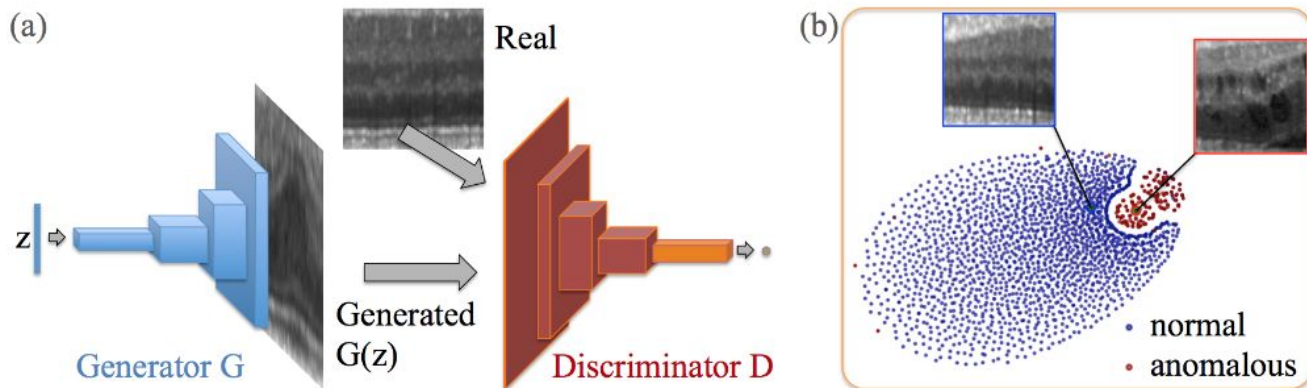 (a)
Real
z
Generated
G(z)
Generator G
Discriminator D
(b)
normal
anomalous